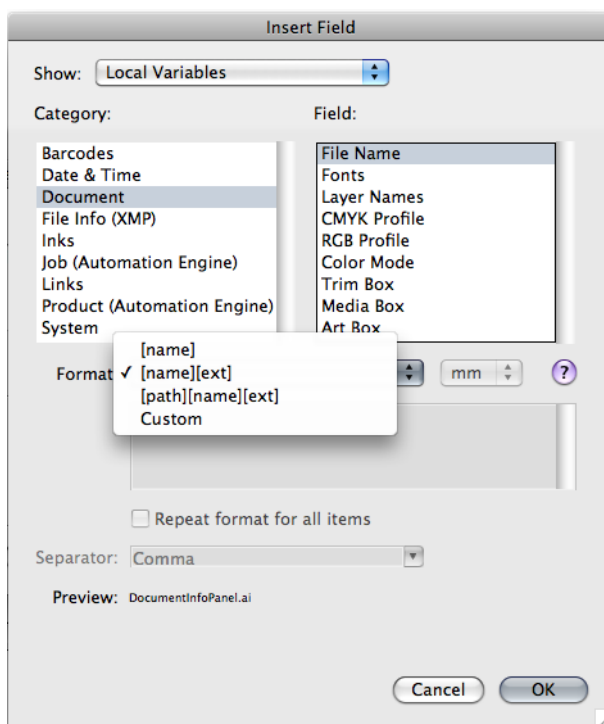 Insert Field
Show: Local Variables
Category: Field:
Barcodes File Name
Date & Time Fonts
Document Layer Names
File Info (XMP) CMYK Profile
Inks RGB Profile
Job (Automation Engine) Color Mode
Links Trim Box
Product (Automation Engine) Media Box
System Art Box
[name]
Format ✓ [name][ext] mm ?
[path][name][ext]
Custom
Repeat format for all items
Separator: Comma
Preview: DocumentInfoPanel.ai
Cancel OK